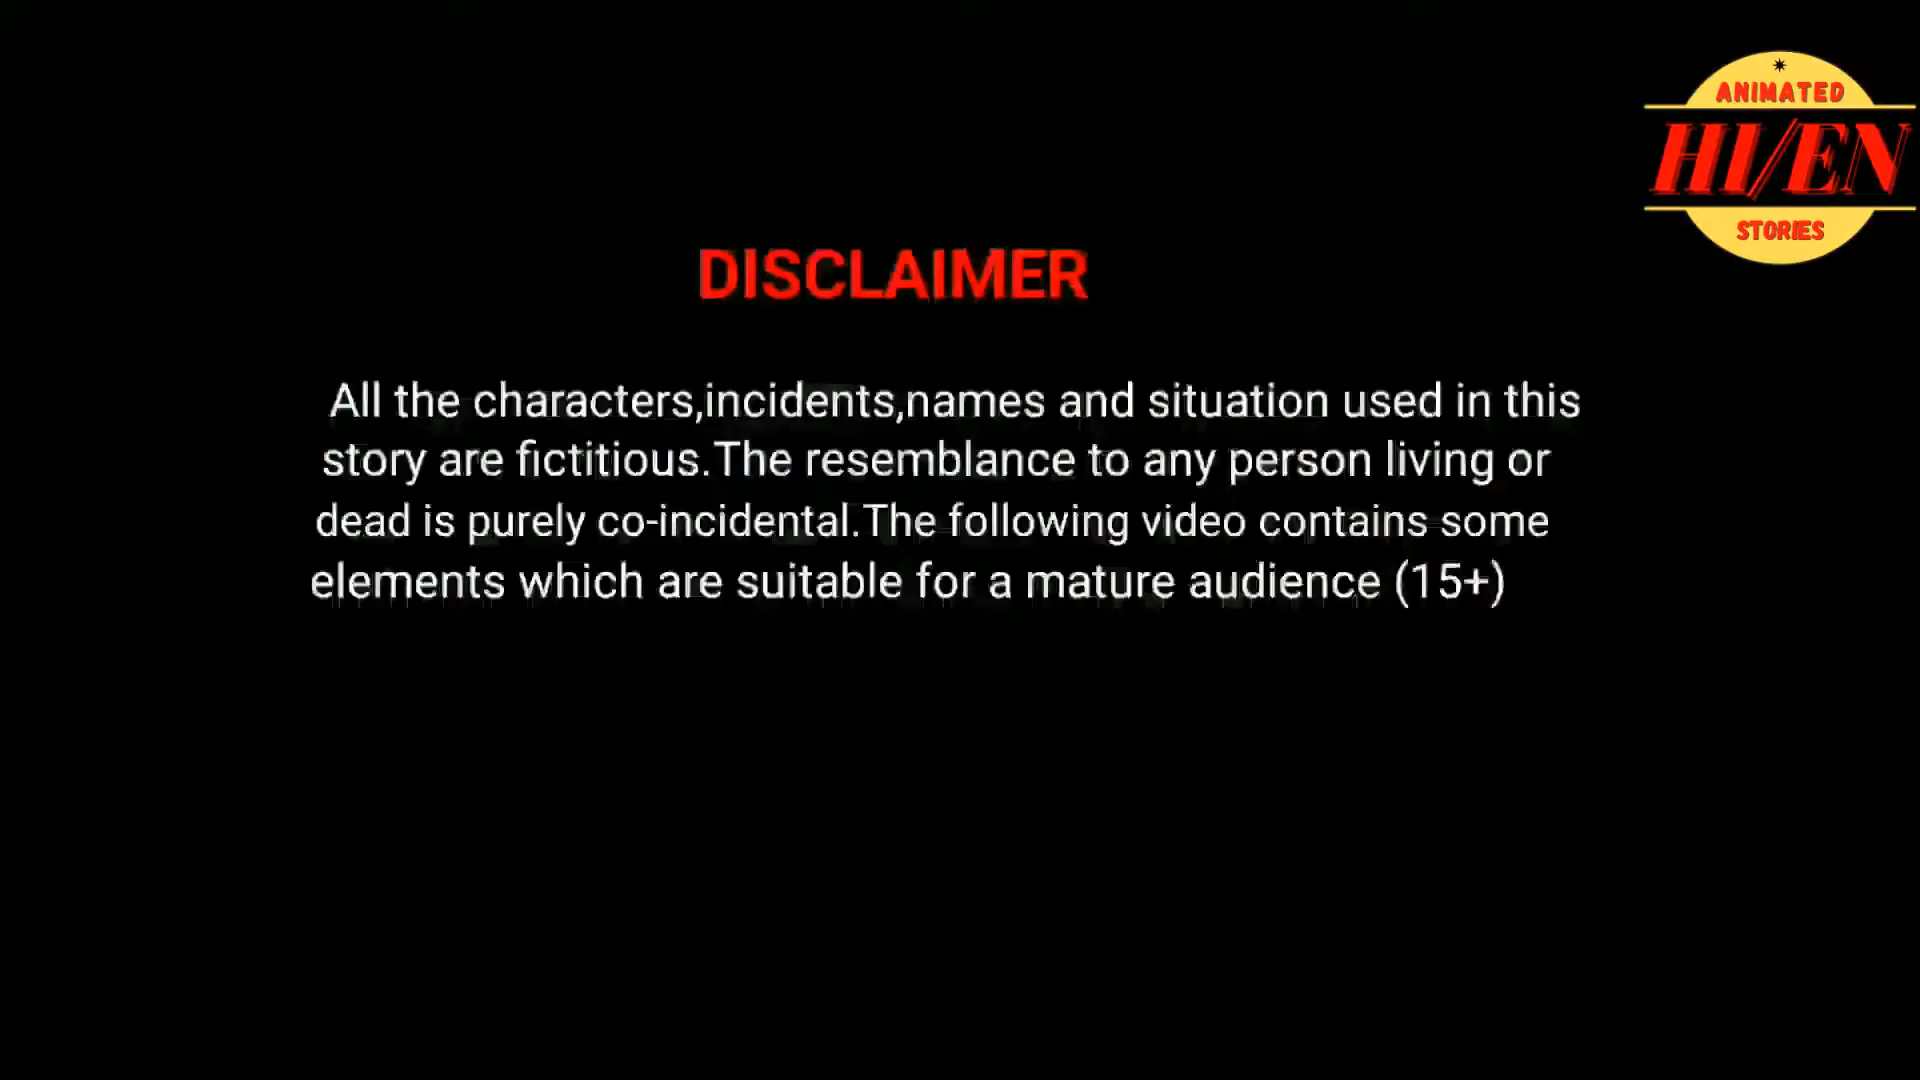 ANIMATED
HI/EN
STORIES
DISCLAIMER
All the characters,incidents,names and situation used in this
story are fictitious.The resemblance to any person living or
dead is purely co-incidental.The following video contains some
elements which are suitable for a mature audience (15+)